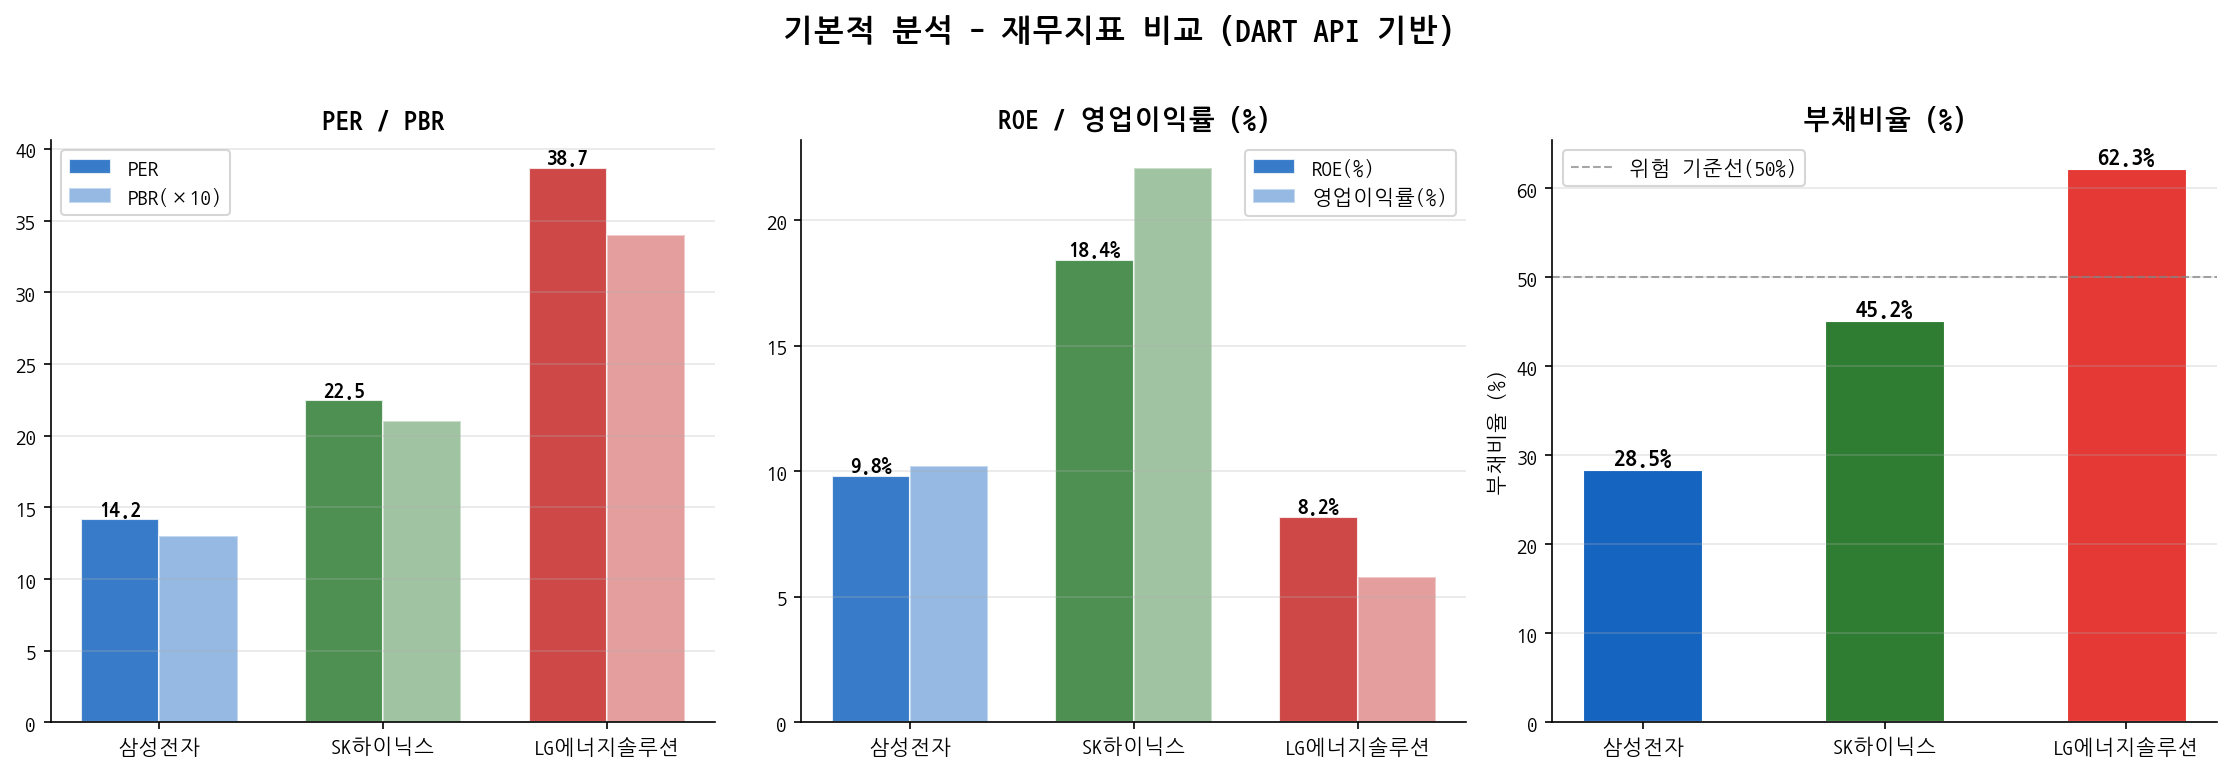 기본적 분석 - 재무지표 비교 (DART API 기반)
PER / PBR
PER
PBR(×10)
40
35
30
25
20
15
10
5
0
14.2
22.5
38.7
삼성전자
SK하이닉스
LG에너지솔루션
ROE / 영업이익률 (%)
ROE(%)
영업이익률(%)
20
15
10
5
0
9.8%
18.4%
8.2%
삼성전자
SK하이닉스
LG에너지솔루션
부채비율 (%)
위험 기준선(50%)
부채비율 (%)
60
50
40
30
20
10
0
28.5%
45.2%
62.3%
삼성전자
SK하이닉스
LG에너지솔루션